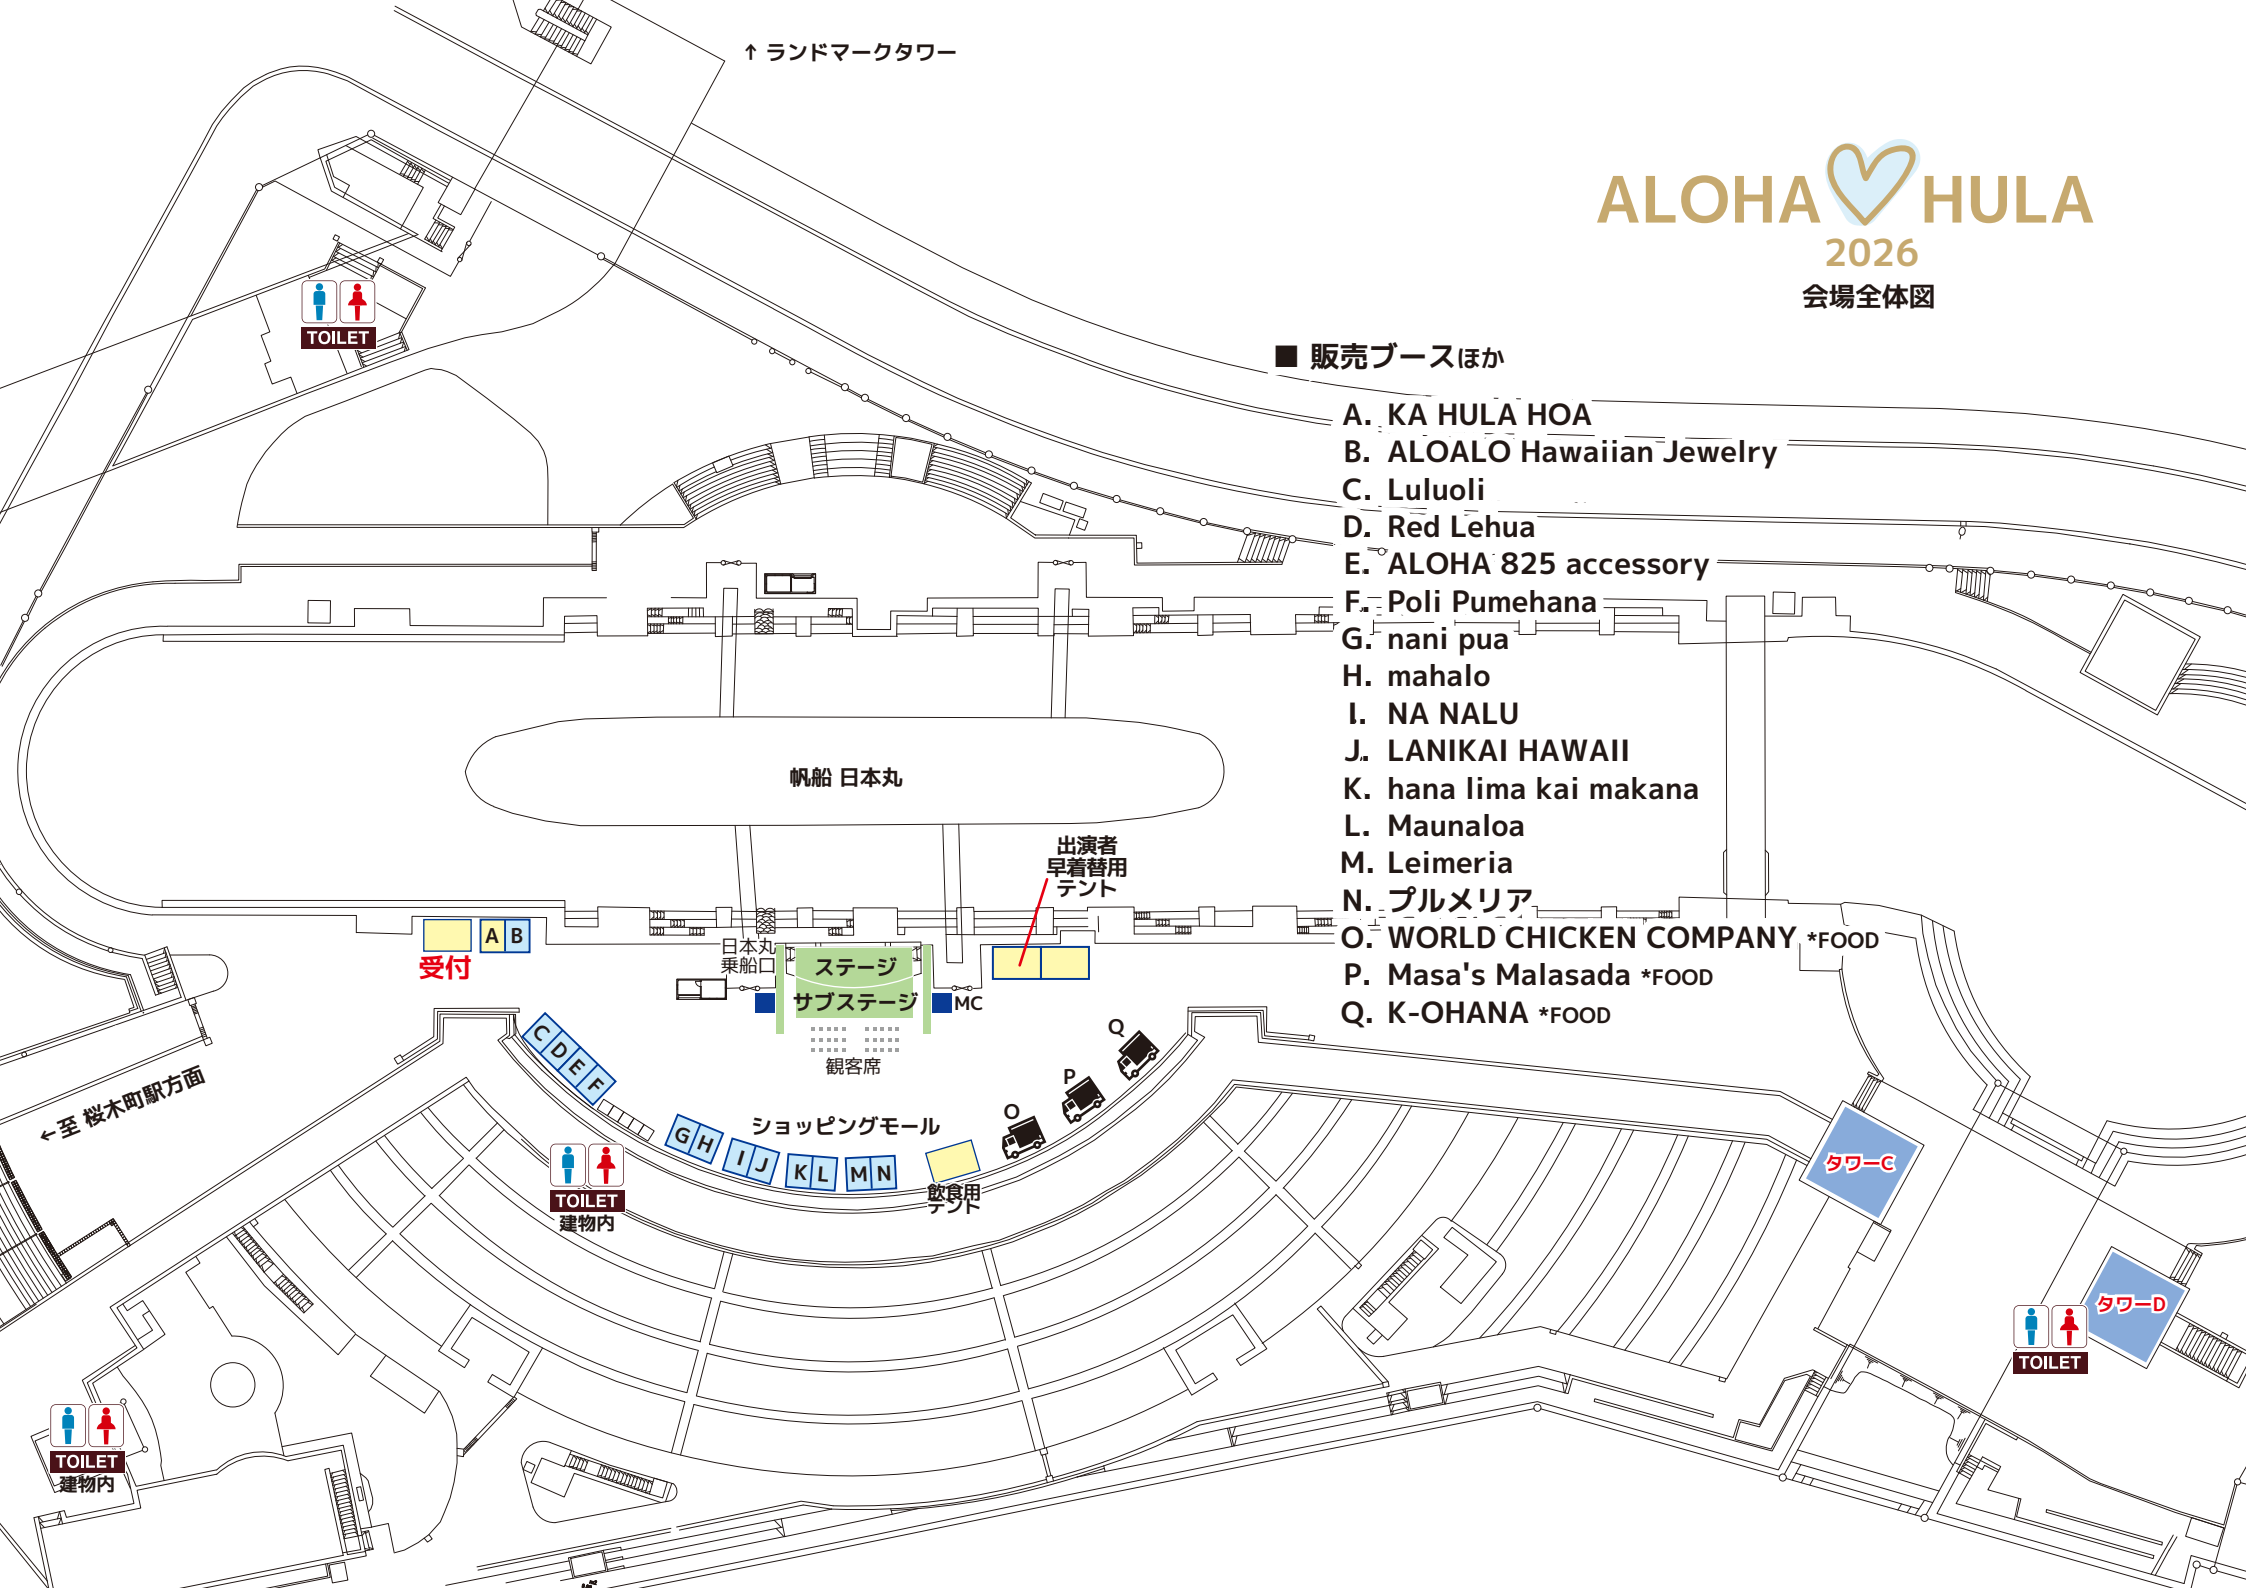 ↑ ランドマークタワー
ALOHA HULA
2026
会場全体図
■ 販売ブースほか
A. KA HULA HOA
B. ALOALO Hawaiian Jewelry
C. Luluoli
D. Red Lehua
E. ALOHA 825 accessory
F. Poli Pumehana
G. nani pua
H. mahalo
I. NA NALU
J. LANIKAI HAWAII
K. hana lima kai makana
L. Maunaloa
M. Leimeria
N. プルメリア
O. WORLD CHICKEN COMPANY *FOOD
P. Masa's Malasada *FOOD
Q. K-OHANA *FOOD
TOILET
帆船 日本丸
出演者
早着替用
テント
A B
受付
日本丸
乗船口
ステージ
サブステージ
MC
観客席
C D E F
G H
I J
K L
M N
ショッピングモール
O
P
Q
飲食用
テント
←至 桜木町駅方面
TOILET
建物内
タワーC
タワーD
TOILET
TOILET
建物内